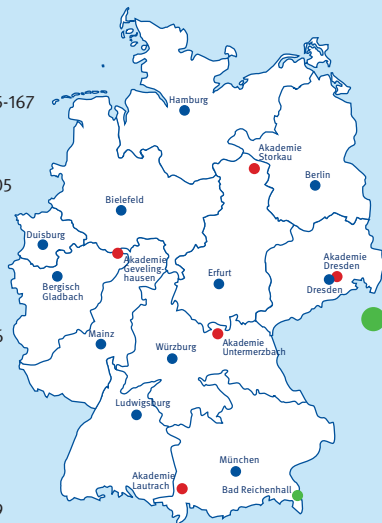 -167
Hamburg
Akademie
Storkau
05
Berlin
Bielefeld
Duisburg
Akademie
Geveling-
hausen
Akademie
Dresden
Erfurt
Bergisch
Gladbach
Dresden
Mainz
Akademie
Untermerzbach
Würzburg
Ludwigsburg
München
Akademie
Lautrach
Bad Reichenhall